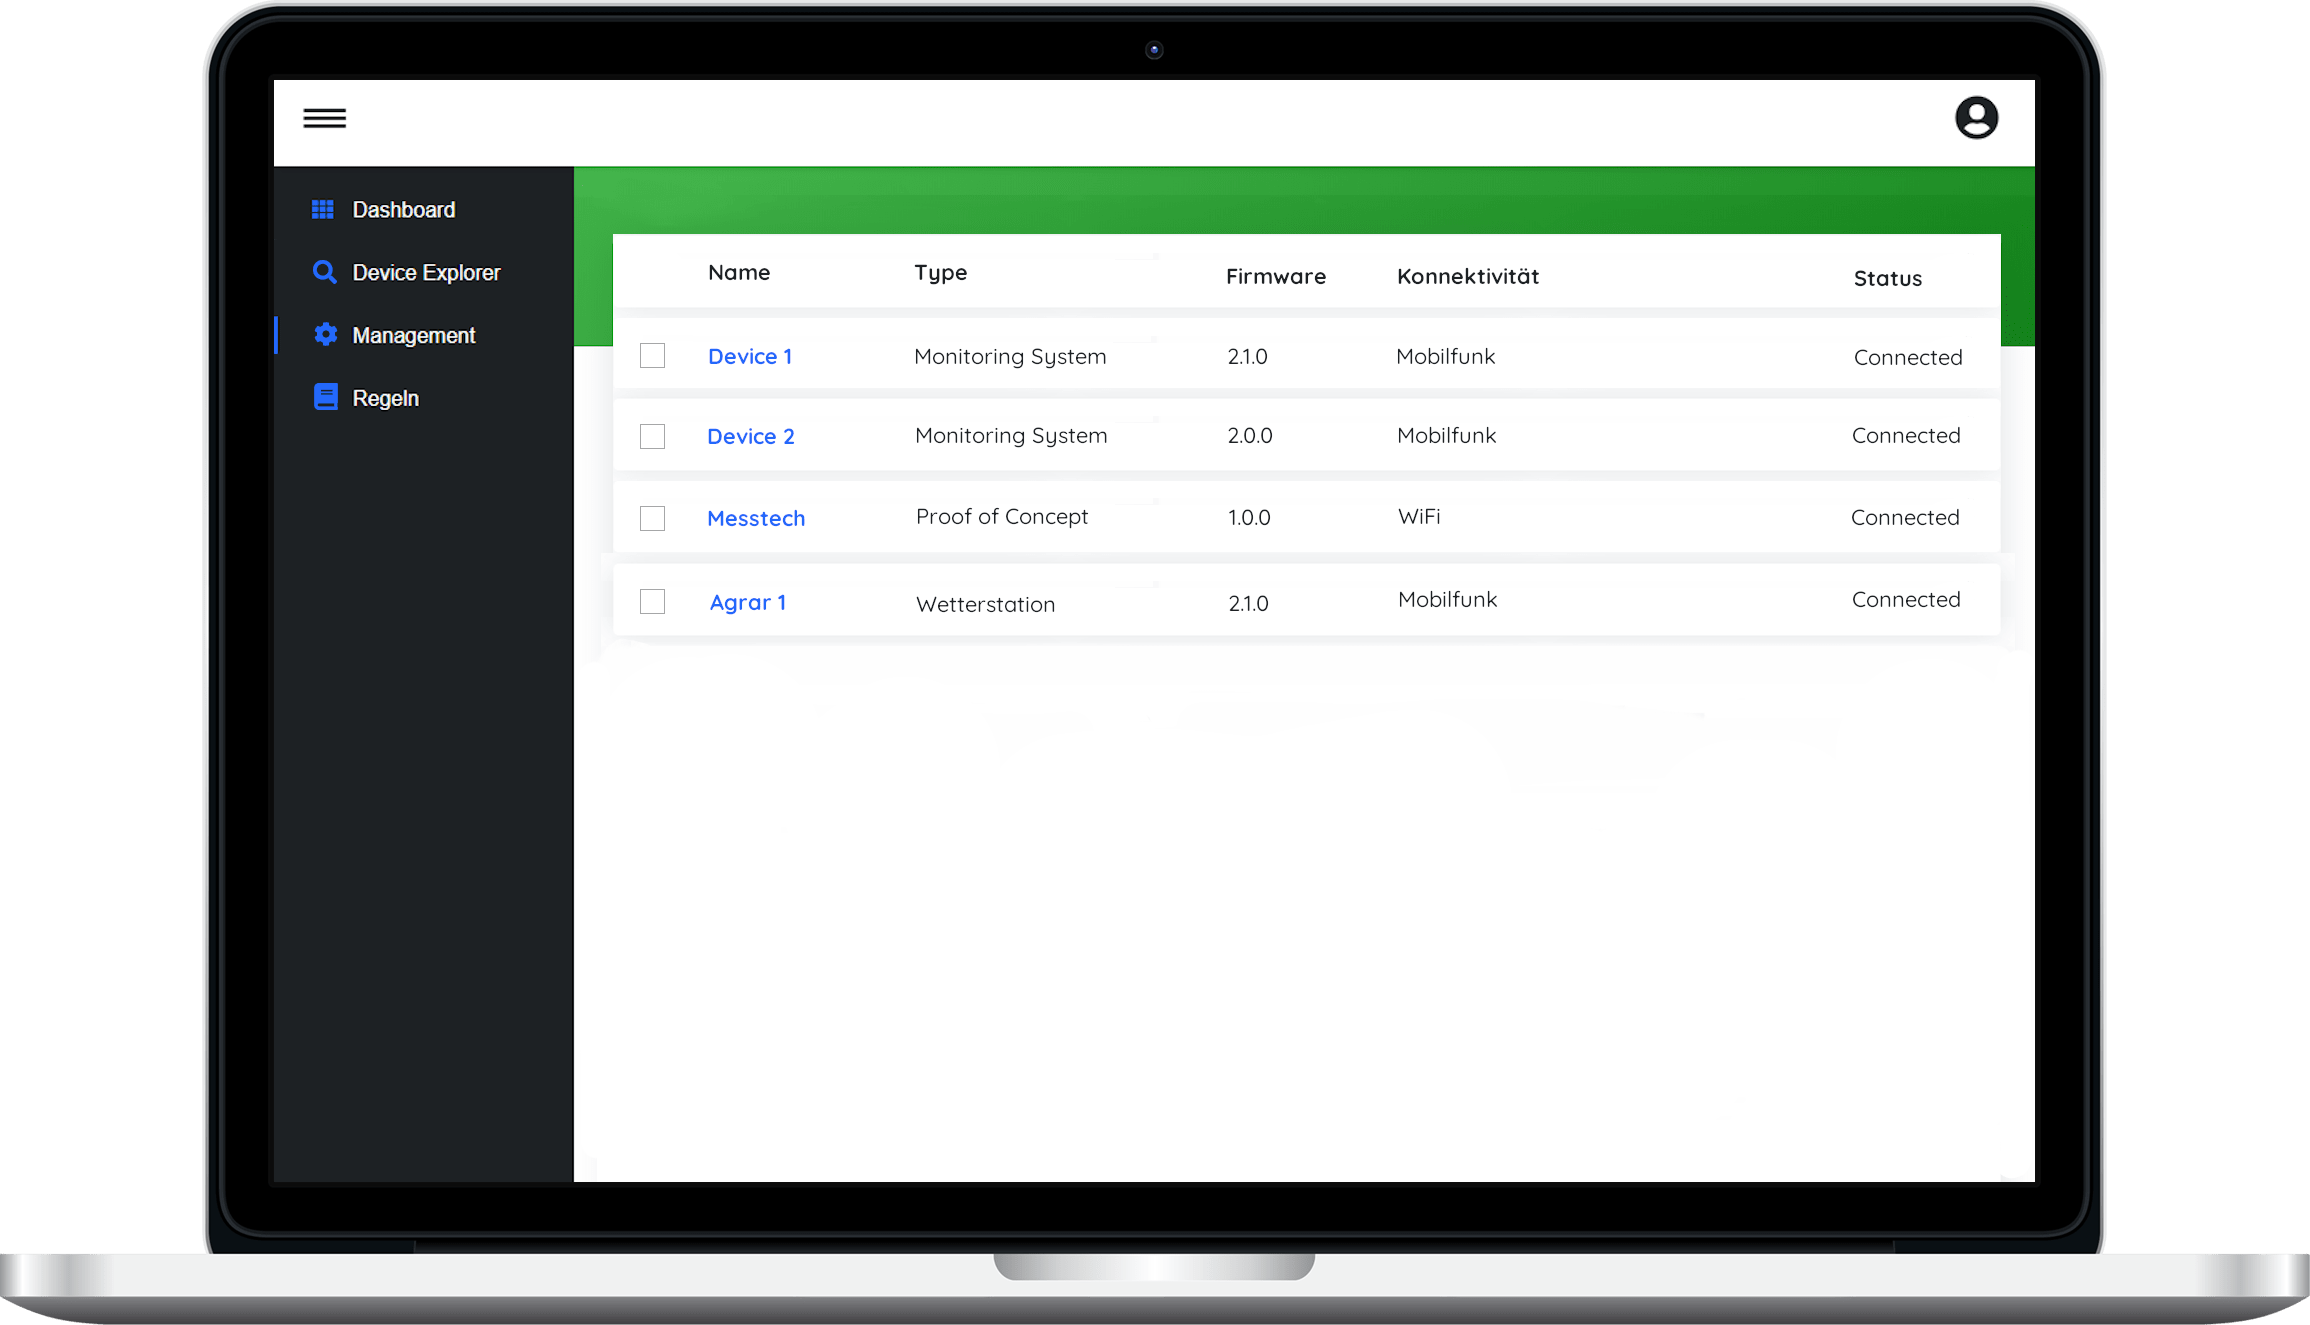 Dashboard
Device Explorer
Management
Regeln
Name Type Firmware Konnektivität Status
Device 1 Monitoring System 2.1.0 Mobilfunk Connected
Device 2 Monitoring System 2.0.0 Mobilfunk Connected
Messtech Proof of Concept 1.0.0 WiFi Connected
Agrar 1 Wetterstation 2.1.0 Mobilfunk Connected